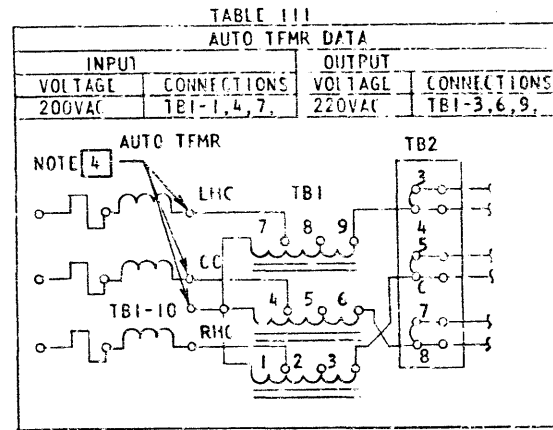 TABLE III
AUTO TFMR DATA
INPUT OUTPUT
VOLTAGE CONNECTIONS VOLTAGE CONNECTIONS
200VAC TB1-1,4,7, 220VAC TB1-3,6,9,
AUTO TFMR TB2
NOTE 4
3
LHC TB1
7 8 9 4
5
CC
6
TB1-10 4 5 6
7
RHC
1 2 3 8